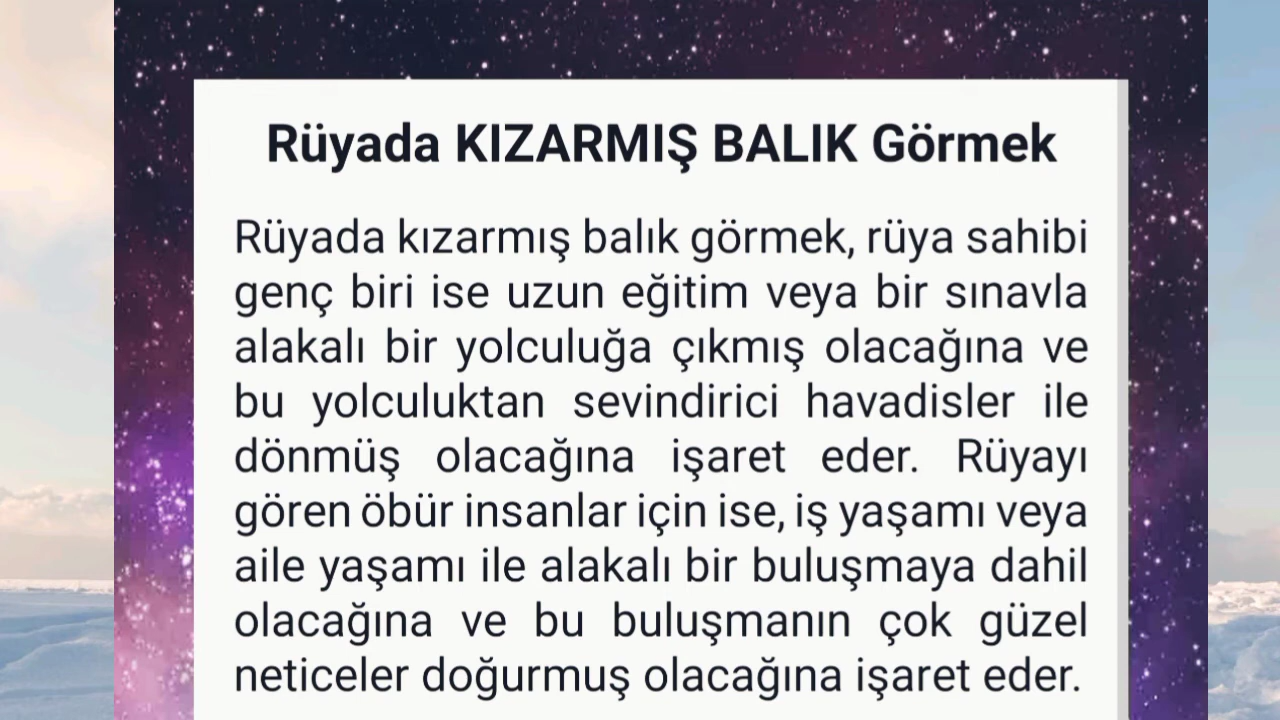 Rüyada KIZARMIŞ BALIK Görmek
Rüyada kızarmış balık görmek, rüya sahibi
genç biri ise uzun eğitim veya bir sınavla
alakalı bir yolculuğa çıkmış olacağına ve
bu yolculuktan sevindirici havadisler ile
dönmüş olacağına işaret eder. Rüyayı
gören öbür insanlar için ise, iş yaşamı veya
aile yaşamı ile alakalı bir buluşmaya dahil
olacağına ve bu buluşmanın çok güzel
neticeler doğurmuş olacağına işaret eder.